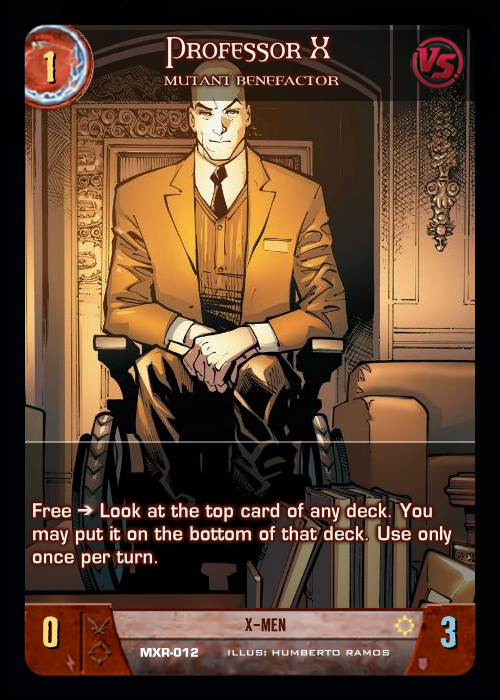 1
PROFESSOR X
VS.
MUTANT BENEFACTOR
Free → Look at the top card of any deck. You
may put it on the bottom of that deck. Use only
once per turn.
0
X-MEN
3
MXR-012 ILLUS: HUMBERTO RAMOS